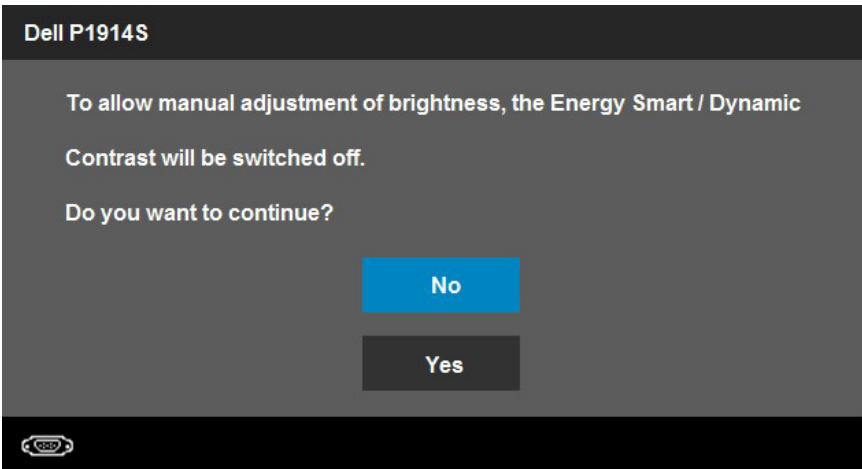 Dell P1914S
To allow manual adjustment of brightness, the Energy Smart / Dynamic
Contrast will be switched off.
Do you want to continue?
No
Yes